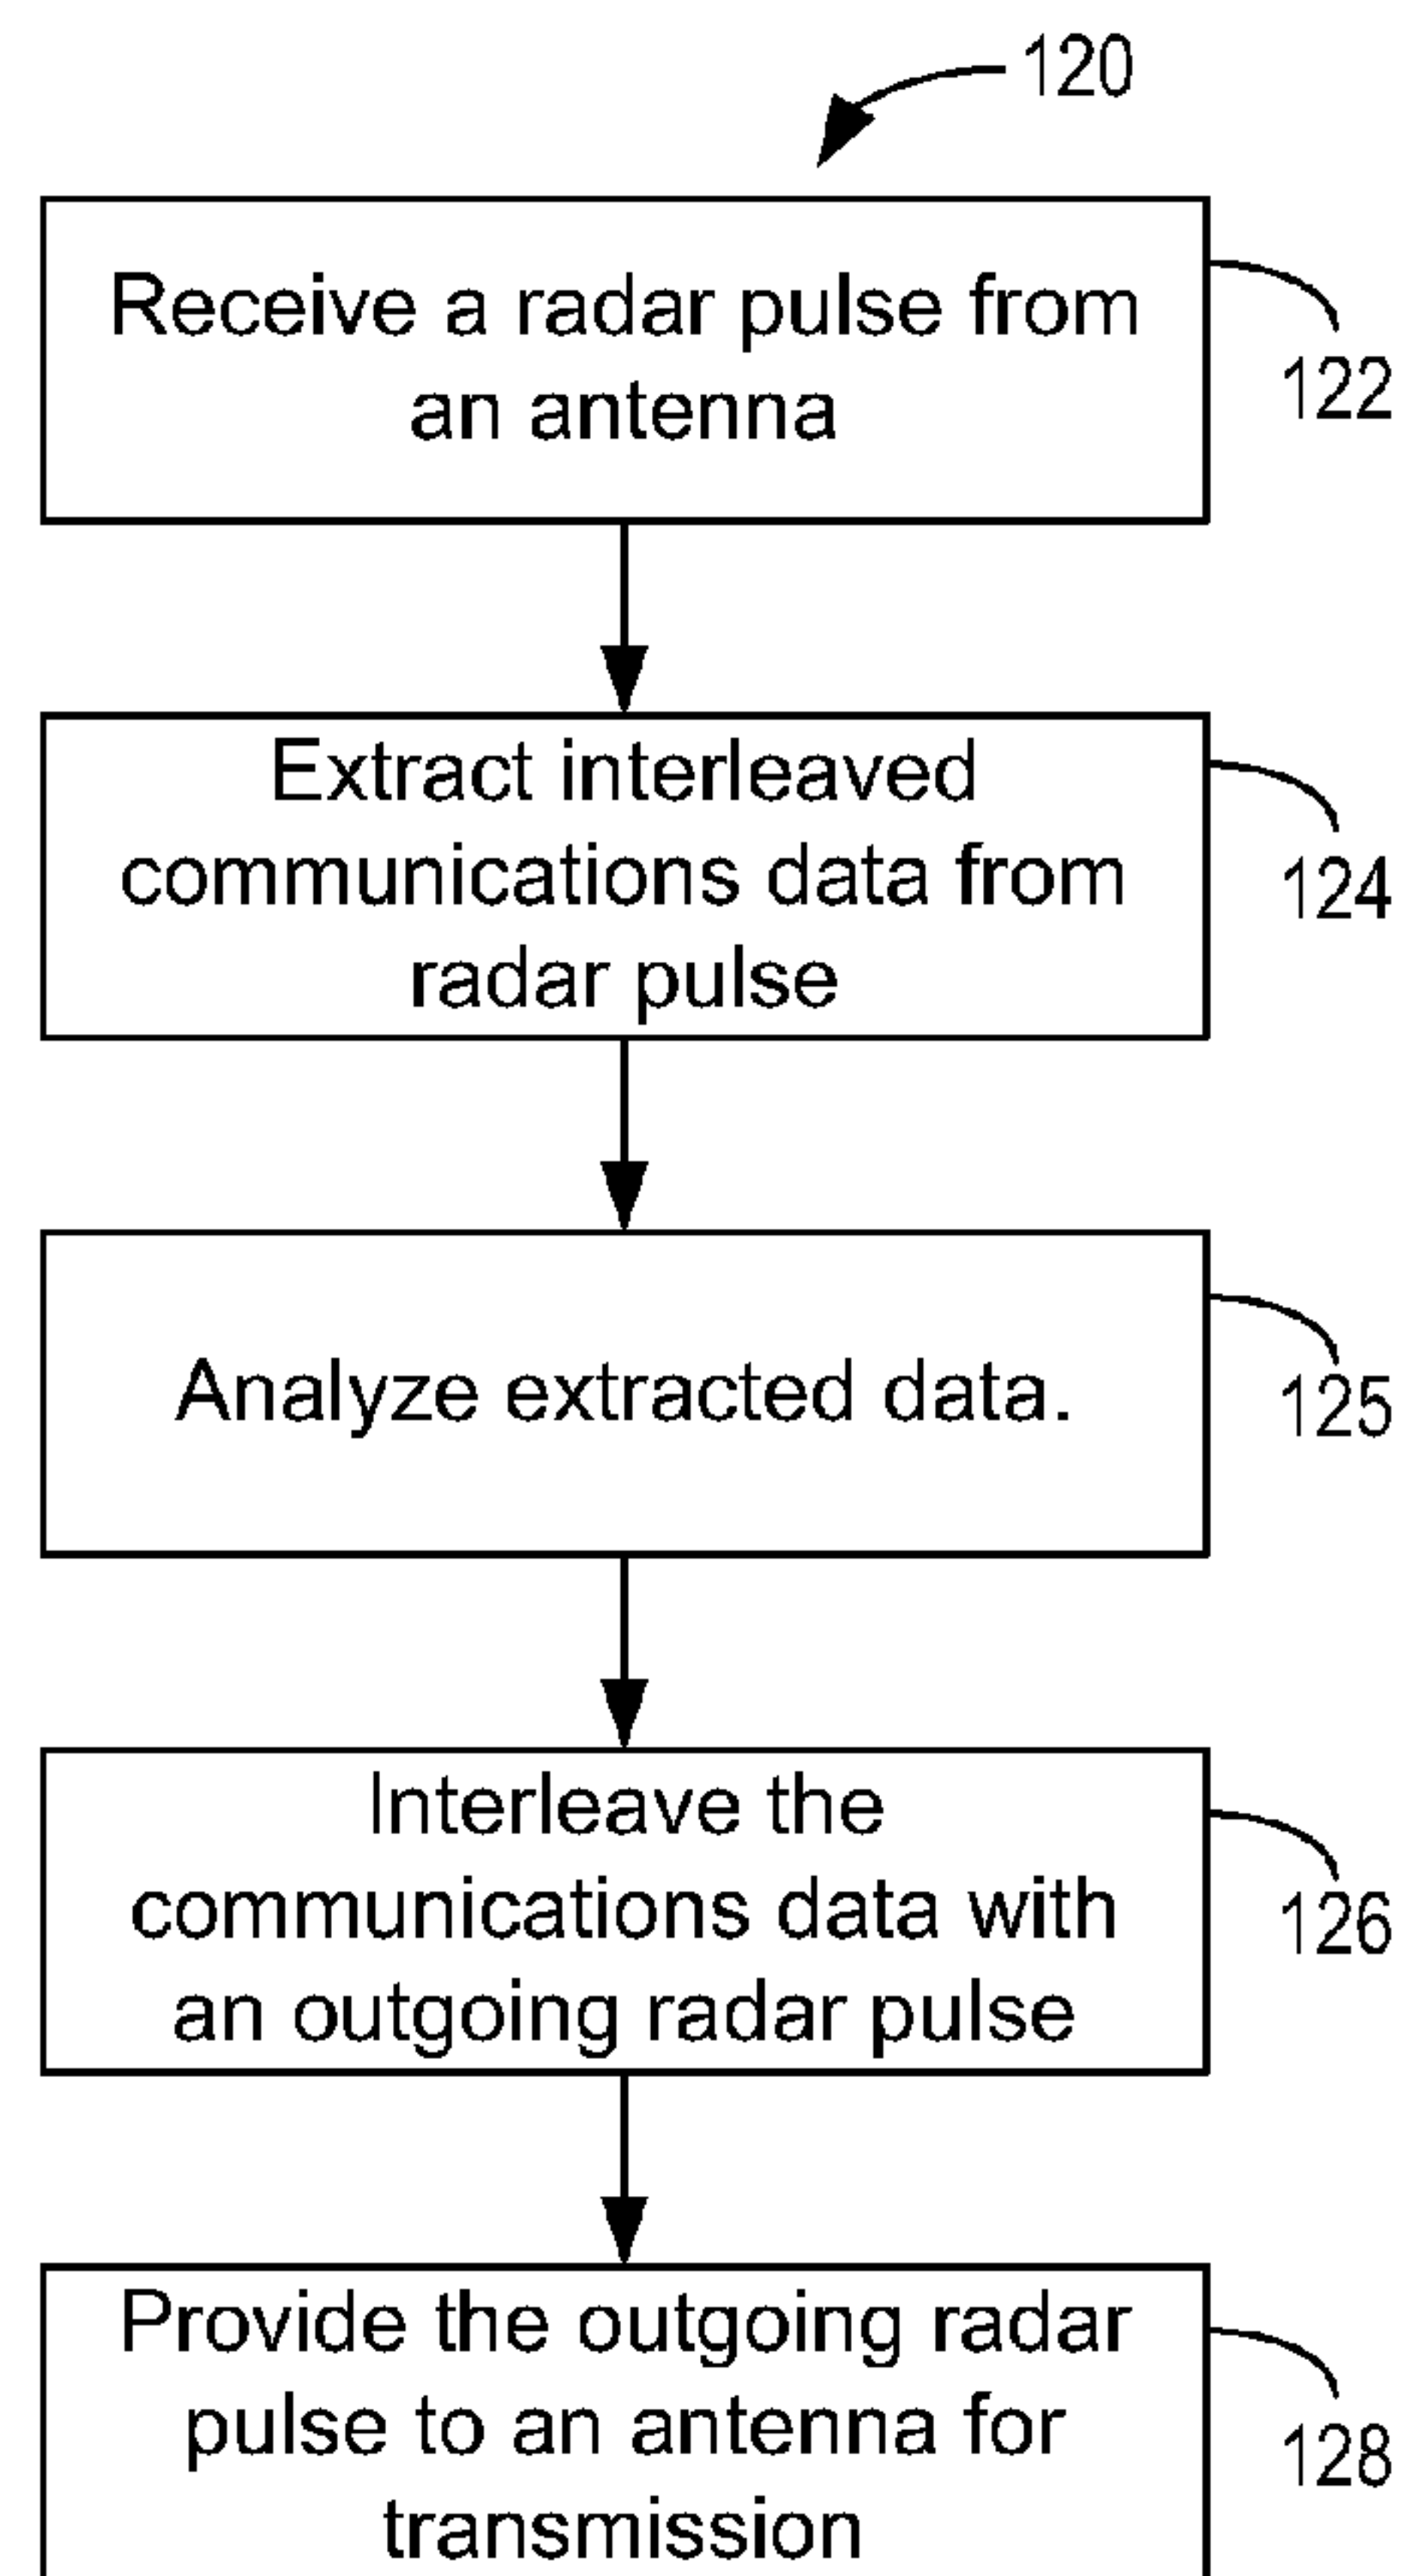 120
Receive a radar pulse from
an antenna
122
Extract interleaved
communications data from
radar pulse
124
Analyze extracted data.
125
Interleave the
communications data with
an outgoing radar pulse
126
Provide the outgoing radar
pulse to an antenna for
transmission
128